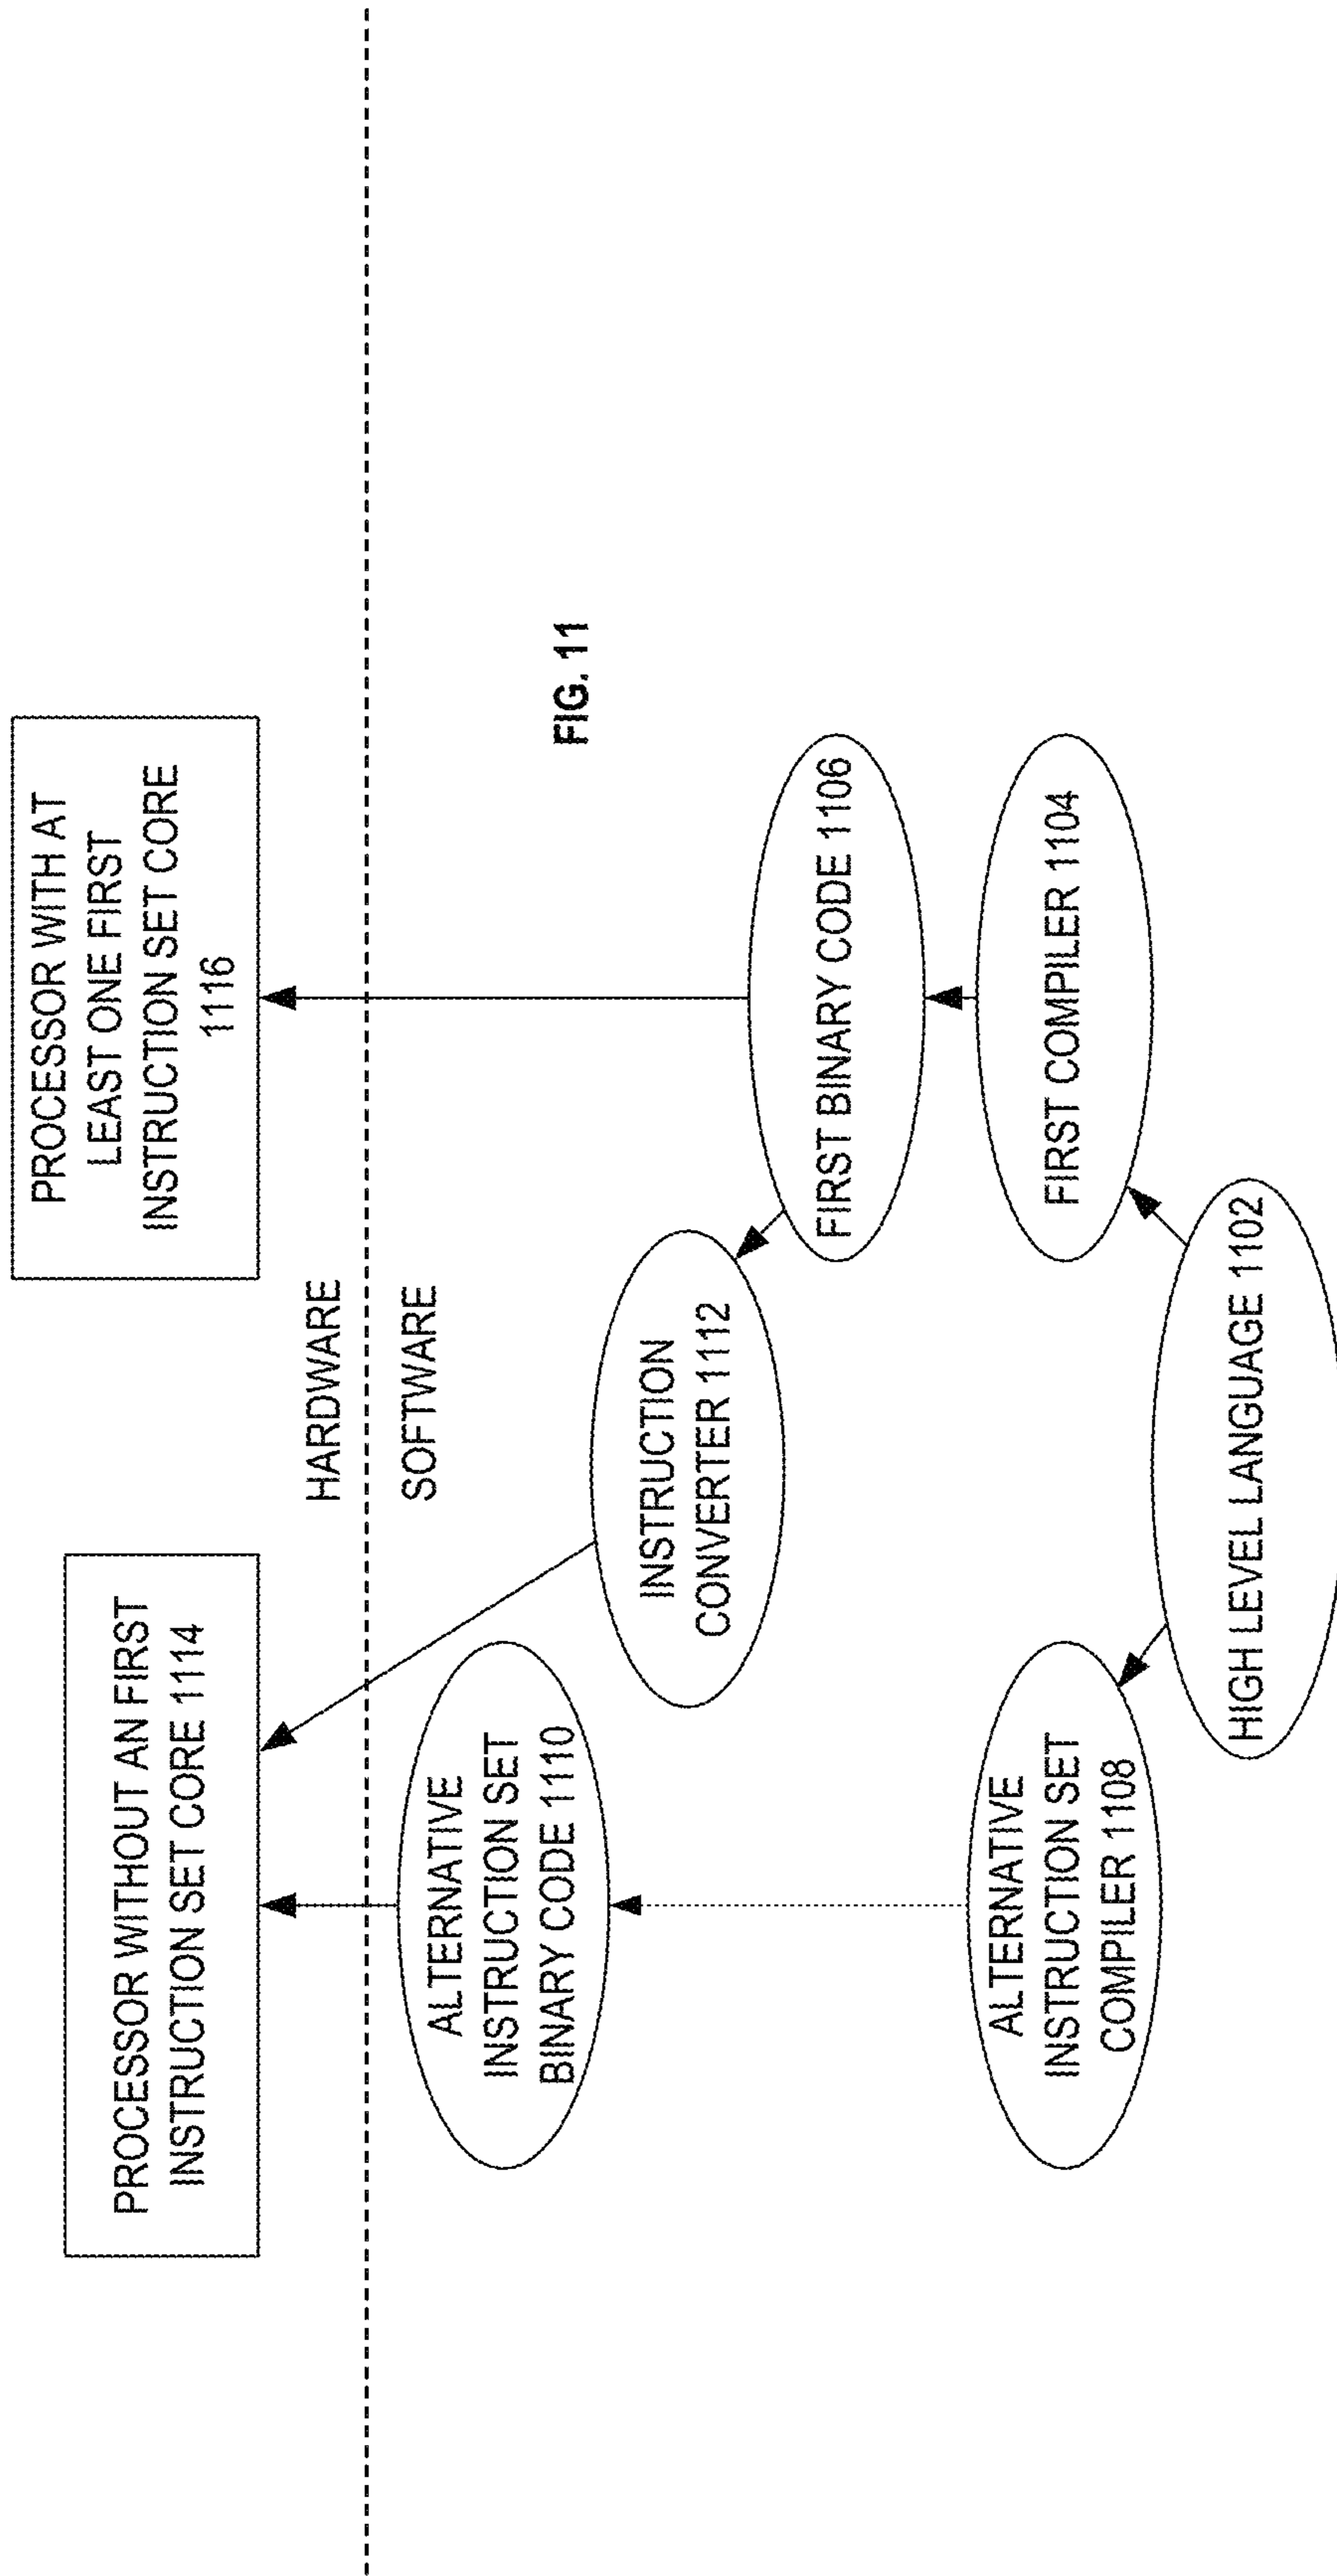 PROCESSOR WITHOUT AN FIRST
INSTRUCTION SET CORE 1114
PROCESSOR WITH AT
LEAST ONE FIRST
INSTRUCTION SET CORE
1116
HARDWARE
SOFTWARE
ALTERNATIVE
INSTRUCTION SET
BINARY CODE 1110
FIG. 11
INSTRUCTION
CONVERTER 1112
FIRST BINARY CODE 1106
ALTERNATIVE
INSTRUCTION SET
COMPILER 1108
FIRST COMPILER 1104
HIGH LEVEL LANGUAGE 1102